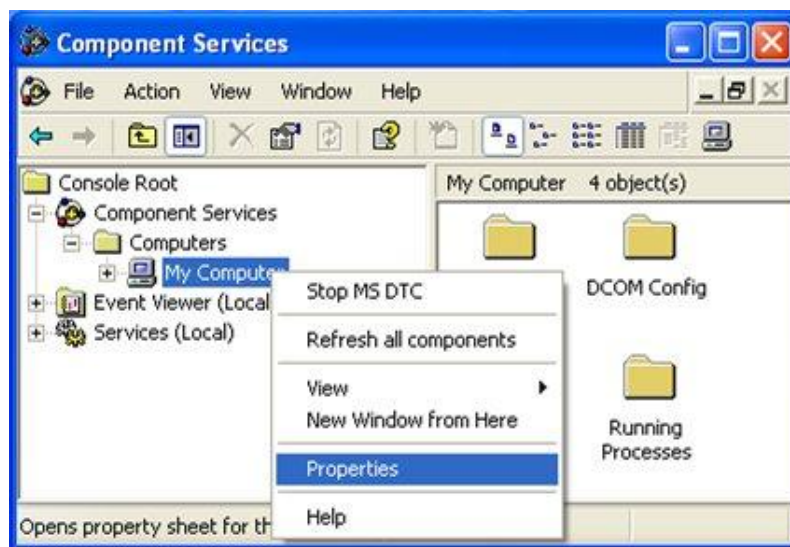 Component Services
File Action View Window Help
Console Root
My Computer 4 object(s)
Component Services
Computers
My Computer
Event Viewer (Local
Services (Local)
Stop MS DTC
Refresh all components
View
New Window from Here
Properties
Help
DCOM Config
Running
Processes
Opens property sheet for th